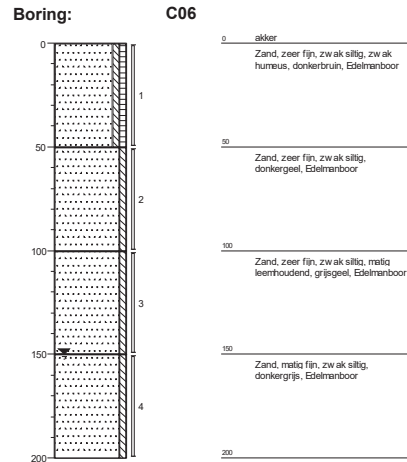 Boring: C06
0
50
100
150
200
1
2
3
4
0 akker
Zand, zeer fijn, zwak siltig, zwak
humeus, donkerbruin, Edelmanboor
50
Zand, zeer fijn, zwak siltig,
donkergeel, Edelmanboor
100
Zand, zeer fijn, zwak siltig, matig
leemhoudend, grijsgeel, Edelmanboor
150
Zand, matig fijn, zwak siltig,
donkergrijs, Edelmanboor
200